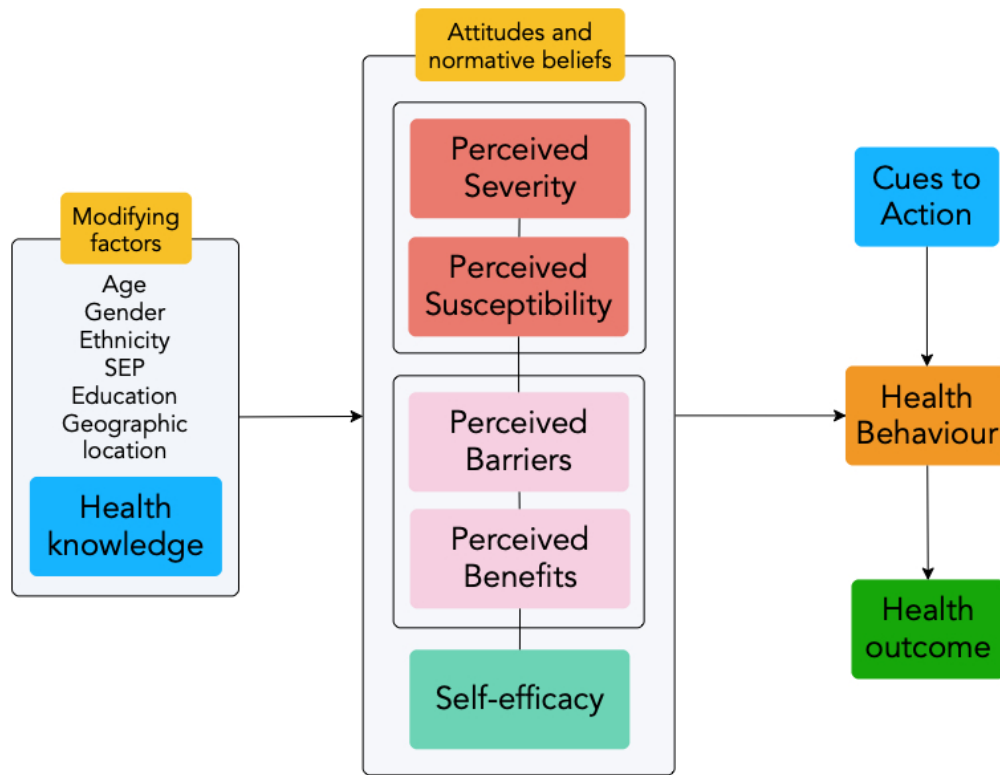 Modifying
factors
Age
Gender
Ethnicity
SEP
Education
Geographic
location
Health
knowledge
Attitudes and
normative beliefs
Perceived
Severity
Perceived
Susceptibility
Perceived
Barriers
Perceived
Benefits
Self-efficacy
Cues to
Action
Health
Behaviour
Health
outcome